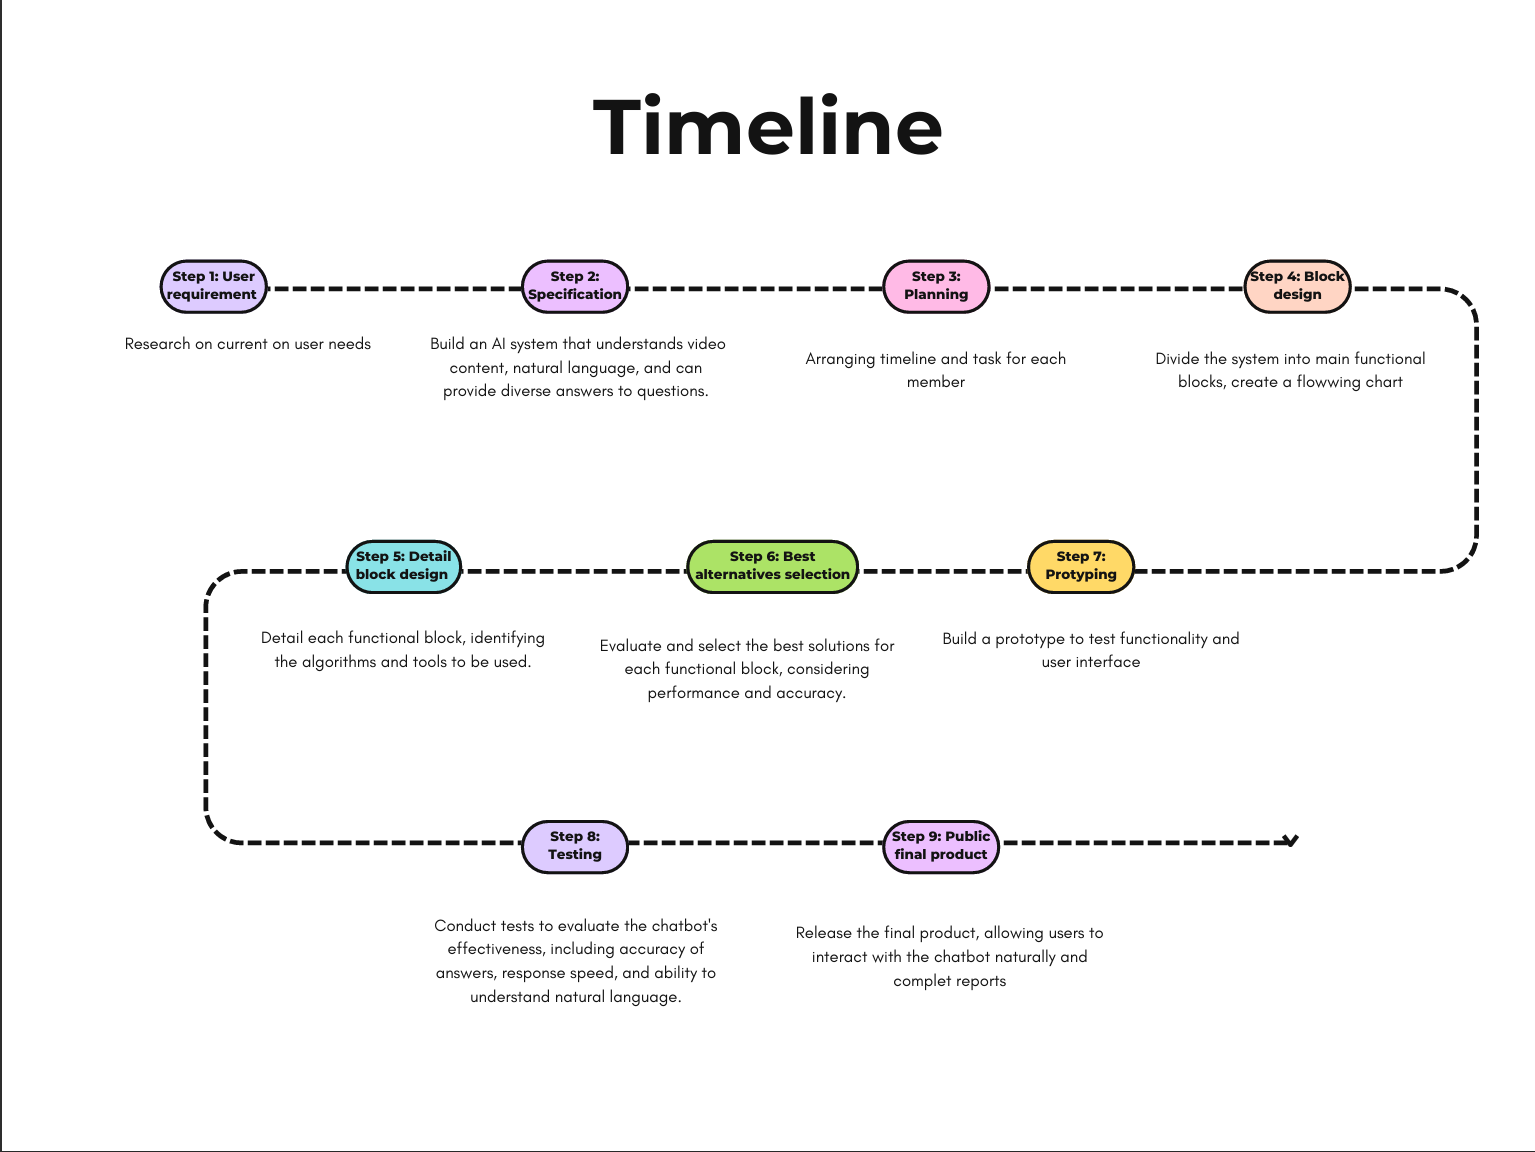 Timeline
Step 1: User
requirement
Research on current on user needs
Step 2:
Specification
Build an AI system that understands video
content, natural language, and can
provide diverse answers to questions.
Step 3:
Planning
Arranging timeline and task for each
member
Step 4: Block
design
Divide the system into main functional
blocks, create a flowwing chart
Step 5: Detail
block design
Detail each functional block, identifying
the algorithms and tools to be used.
Step 6: Best
alternatives selection
Evaluate and select the best solutions for
each functional block, considering
performance and accuracy.
Step 7:
Protyping
Build a prototype to test functionality and
user interface
Step 8:
Testing
Conduct tests to evaluate the chatbot's
effectiveness, including accuracy of
answers, response speed, and ability to
understand natural language.
Step 9: Public
final product
Release the final product, allowing users to
interact with the chatbot naturally and
complet reports